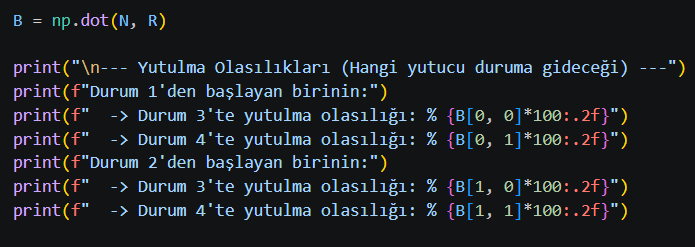 B = np.dot(N, R)
print("\n--- Yutulma Olasılıkları (Hangi yutucu duruma gideceği) ---")
print(f"Durum 1'den başlayan birinin:")
print(f"  -> Durum 3'te yutulma olasılığı: % {B[0, 0]*100:.2f}")
print(f"  -> Durum 4'te yutulma olasılığı: % {B[0, 1]*100:.2f}")
print(f"Durum 2'den başlayan birinin:")
print(f"  -> Durum 3'te yutulma olasılığı: % {B[1, 0]*100:.2f}")
print(f"  -> Durum 4'te yutulma olasılığı: % {B[1, 1]*100:.2f}")